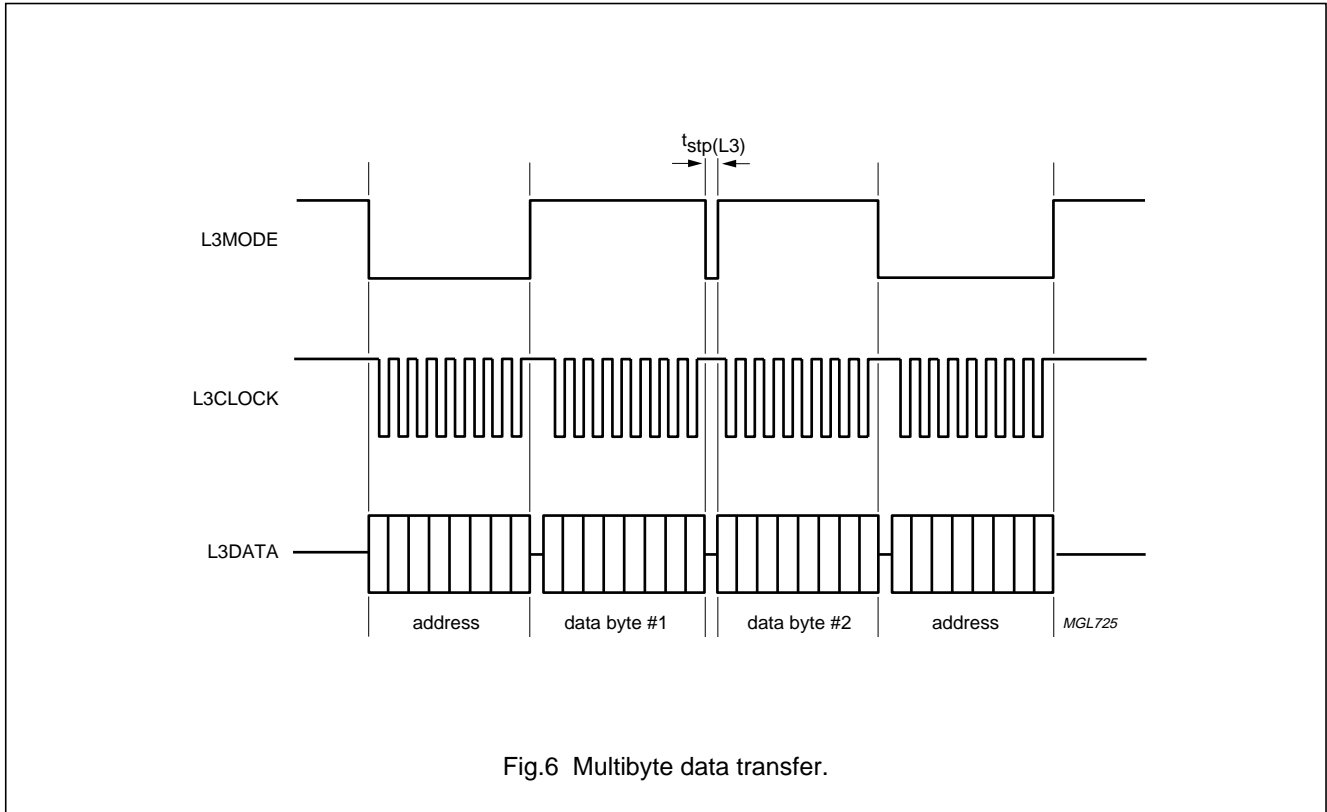 tstp(L3)
L3MODE
L3CLOCK
L3DATA
address data byte #1 data byte #2 address MGL725
Fig.6 Multibyte data transfer.